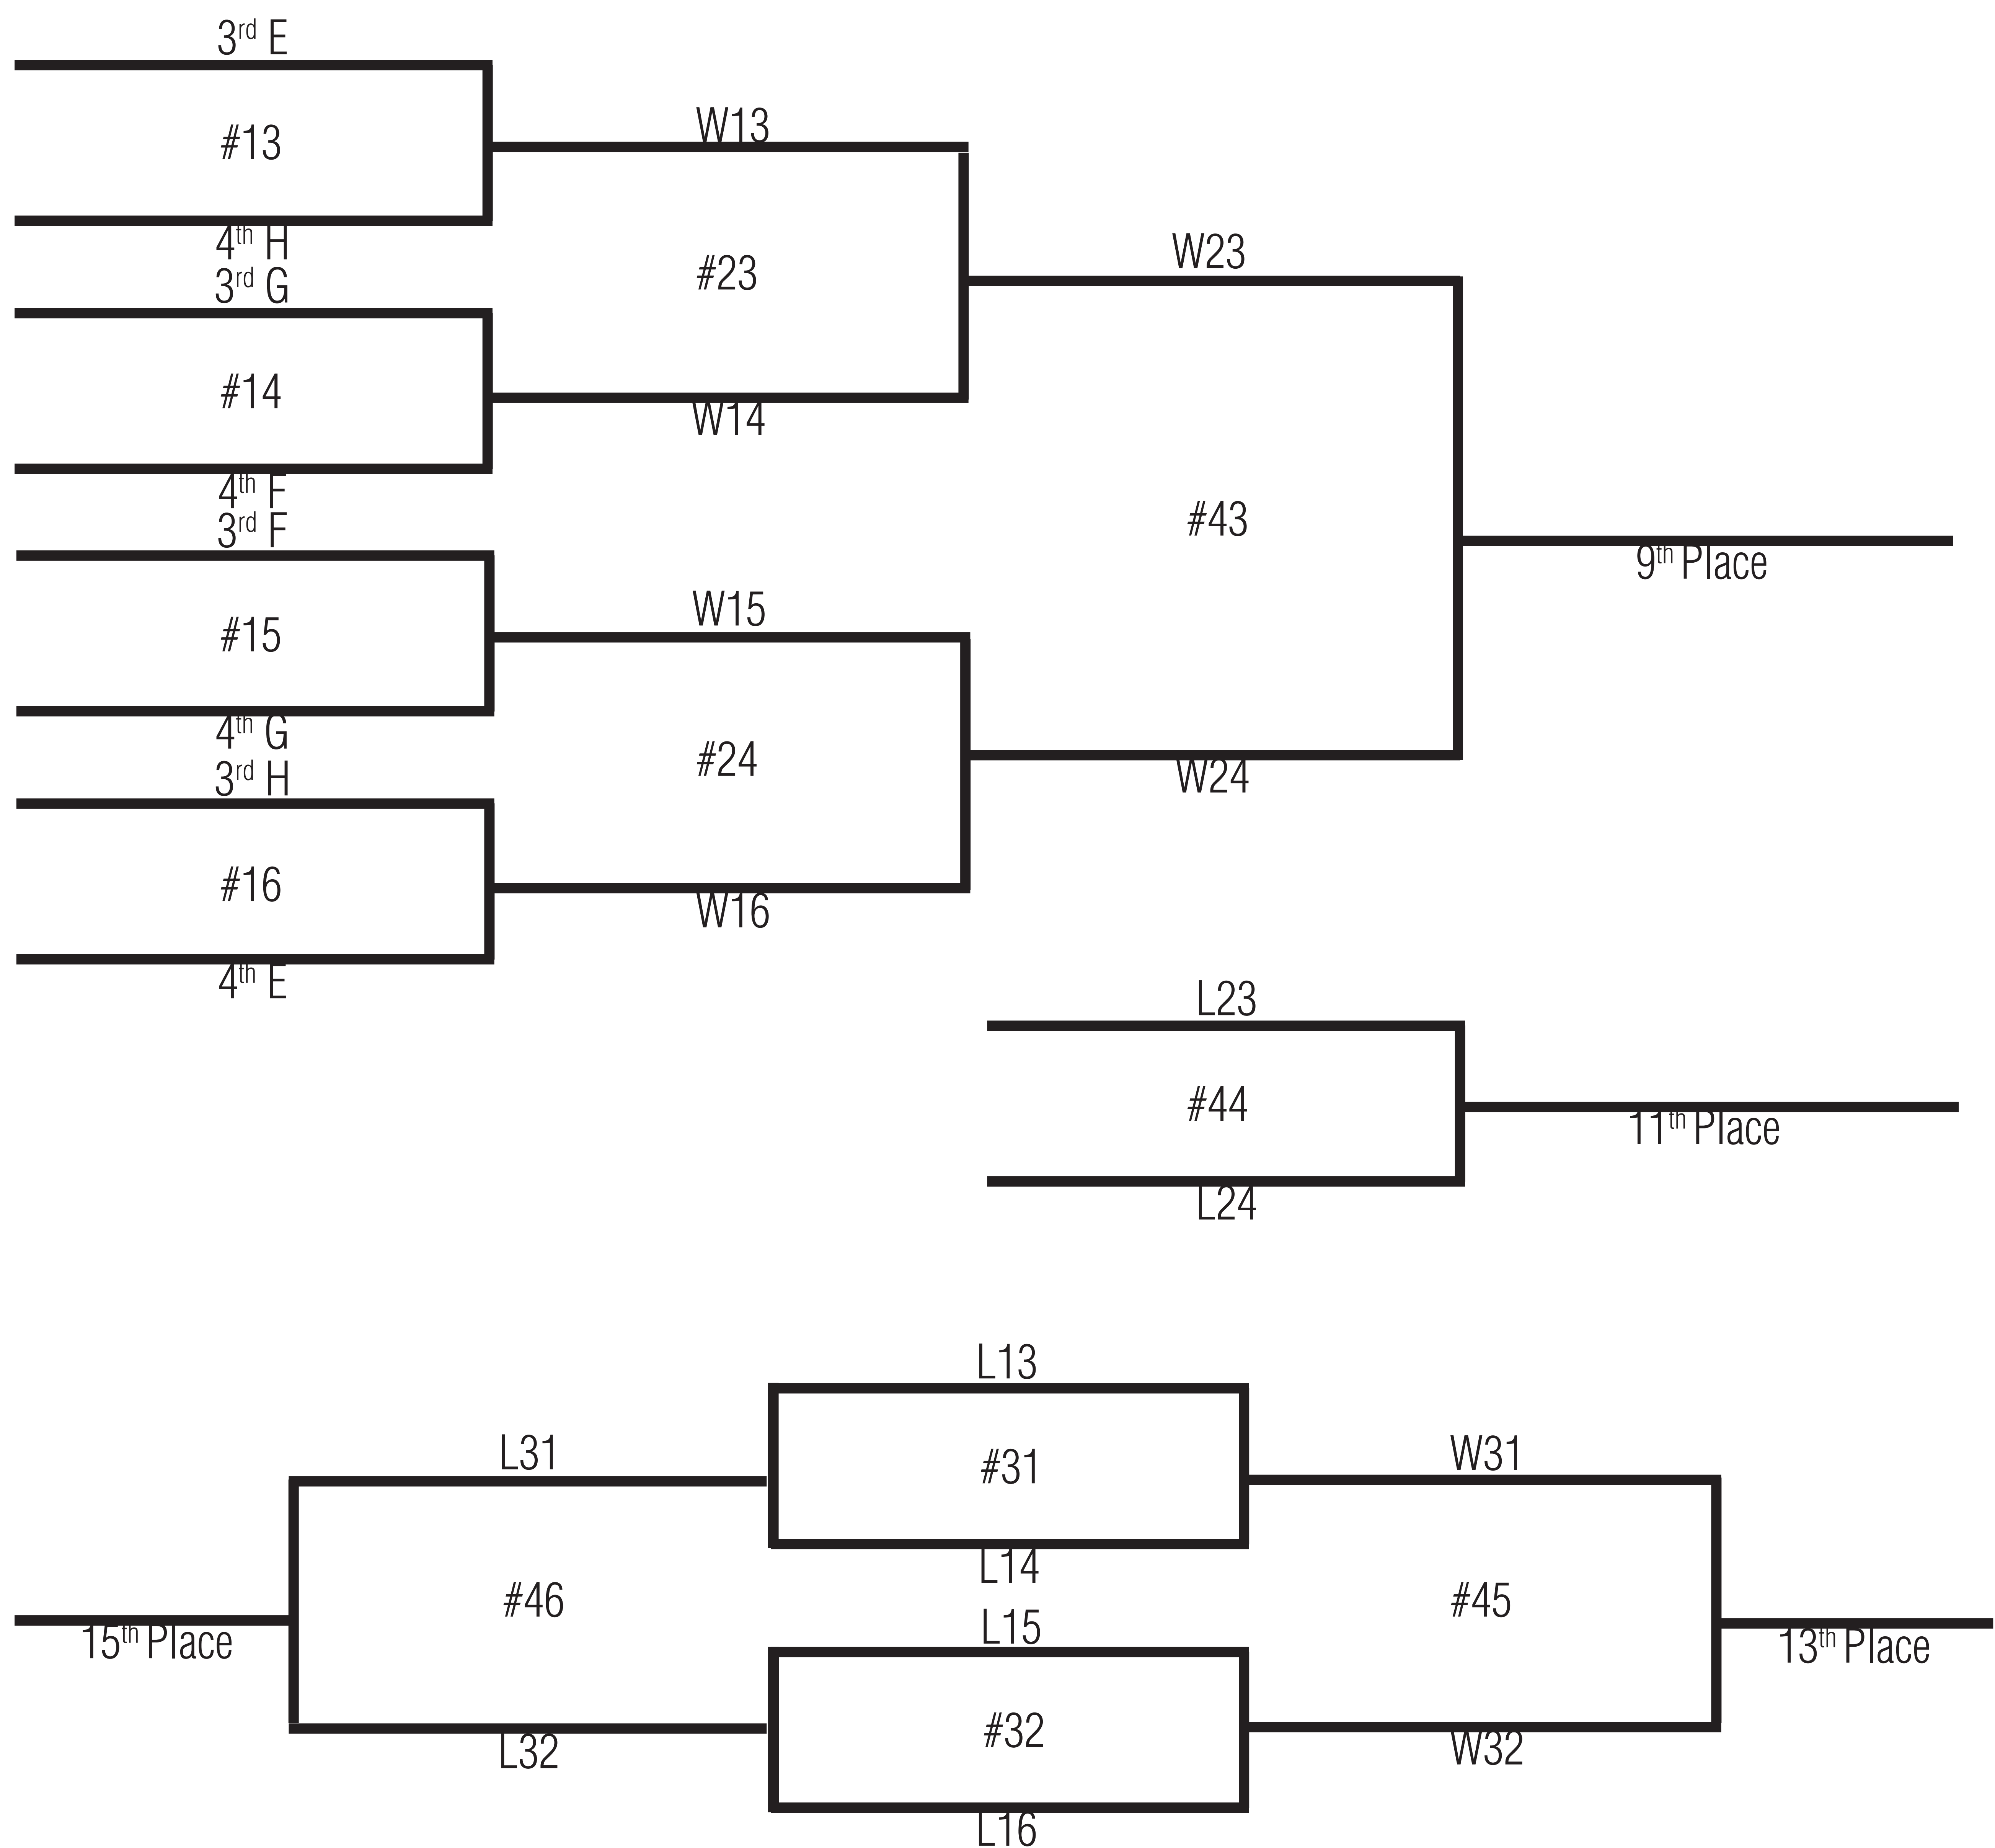 3rd E
#13
W13
4th H
3rd G
#23
W23
#14
W14
4th F
3rd F
#43
9th Place
#15
W15
4th G
3rd H
#24
W24
#16
W16
4th E
L23
#44
11th Place
L24
L13
L31
#31
W31
L14
#46
#45
L15
15th Place
13th Place
L32
#32
W32
L16